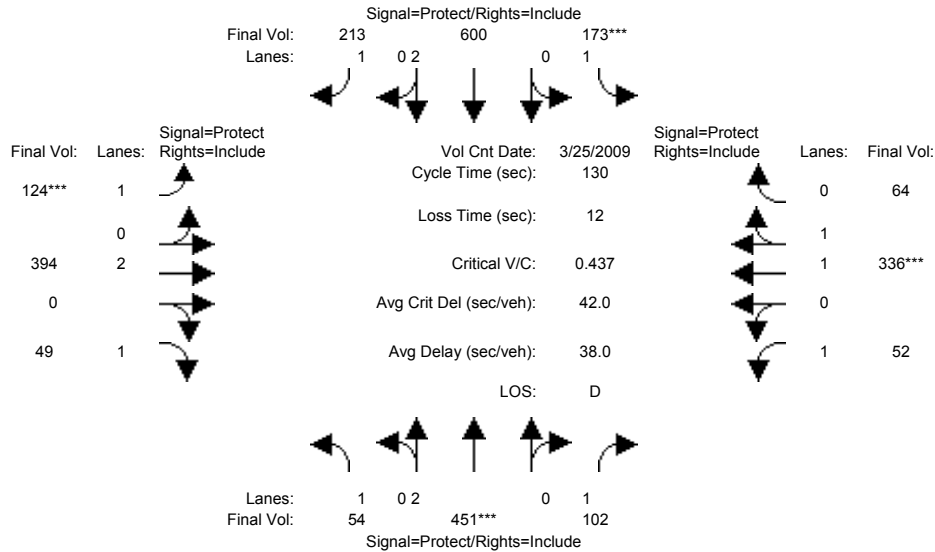 Signal=Protect/Rights=Include
Final Vol: 213 600 173***
Lanes: 1 0 2 0 1
Signal=Protect
Final Vol: Lanes: Rights=Include
Vol Cnt Date: 3/25/2009
Signal=Protect
Rights=Include Lanes: Final Vol:
Cycle Time (sec): 130
124*** 1
0 64
Loss Time (sec): 12
0
1
394 2
Critical V/C: 0.437
1 336***
0
Avg Crit Del (sec/veh): 42.0
0
49 1
Avg Delay (sec/veh): 38.0
1 52
LOS: D
Lanes: 1 0 2 0 1
Final Vol: 54 451*** 102
Signal=Protect/Rights=Include